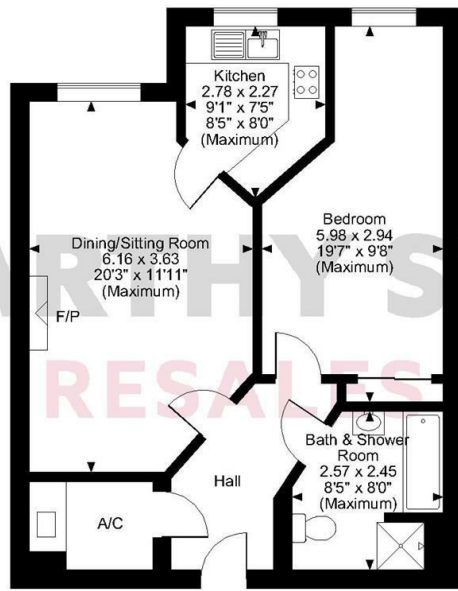 Kitchen
2.78 x 2.27
9'1" x 7'5"
8'5" x 8'0"
(Maximum)
Bedroom
5.98 x 2.94
19'7" x 9'8"
(Maximum)
Dining/Sitting Room
6.16 x 3.63
20'3" x 11'11"
(Maximum)
ARTHY S
F/P
RESALES
Bath & Shower
Room
2.57 x 2.45
8'5" x 8'0"
(Maximum)
Hall
A/C